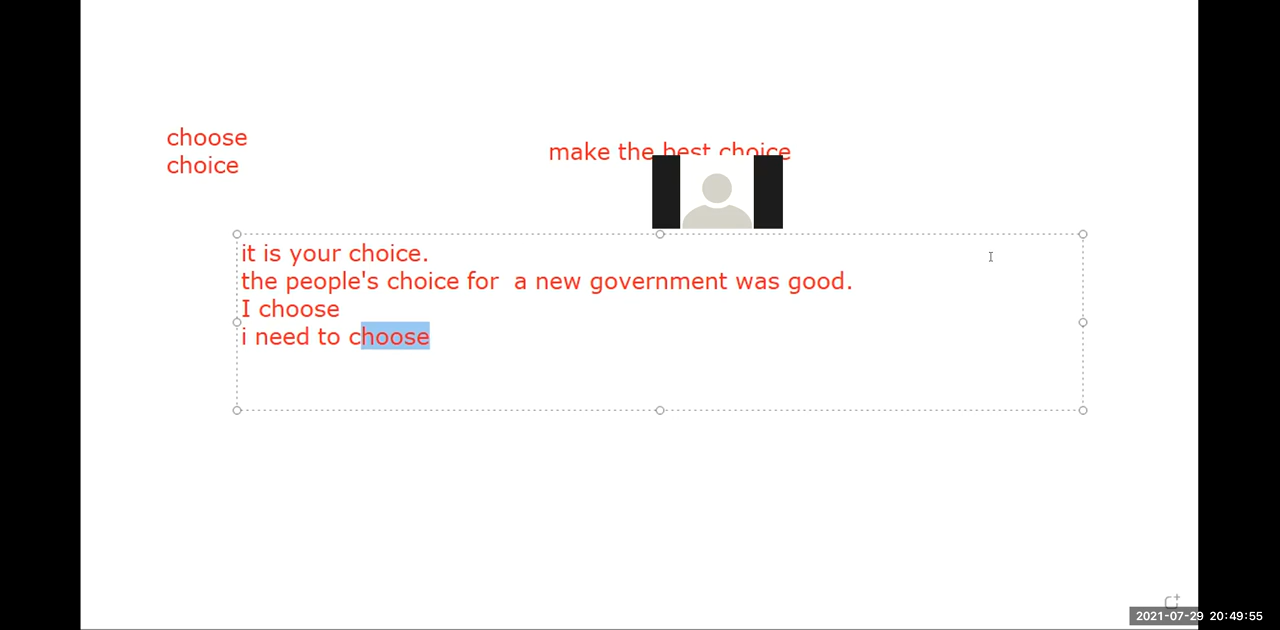 choose
choice
make the best choice
it is your choice.
the people's choice for  a new government was good.
I choose
i need to choose
2021-07-29 20:49:55